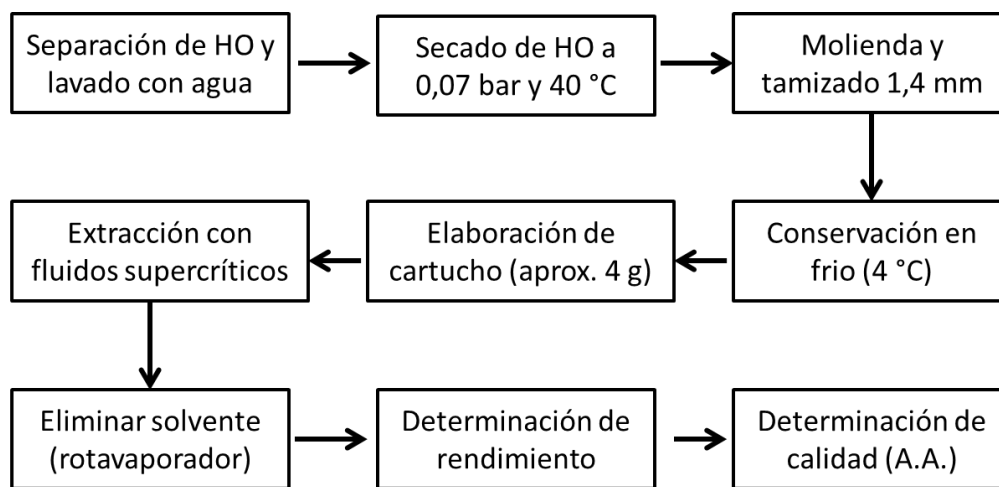 Separación de HO y
lavado con agua
Secado de HO a
0,07 bar y 40 °C
Molienda y
tamizado 1,4 mm
Conservación en
frio (4 °C)
Elaboración de
cartucho (aprox. 4 g)
Extracción con
fluidos supercríticos
Eliminar solvente
(rotavaporador)
Determinación de
rendimiento
Determinación de
calidad (A.A.)